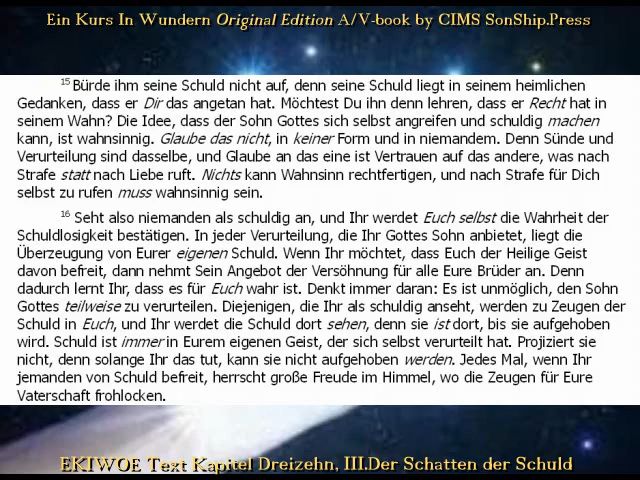 Ein Kurs In Wundern Original Edition A/V-book by CIMS SonShip.Press
15 Bürde ihm seine Schuld nicht auf, denn seine Schuld liegt in seinem heimlichen
Gedanken, dass er Dir das angetan hat. Möchtest Du ihn denn lehren, dass er Recht hat in
seinem Wahn? Die Idee, dass der Sohn Gottes sich selbst angreifen und schuldig machen
kann, ist wahnsinnig. Glaube das nicht, in keiner Form und in niemandem. Denn Sünde und
Verurteilung sind dasselbe, und Glaube an das eine ist Vertrauen auf das andere, was nach
Strafe statt nach Liebe ruft. Nichts kann Wahnsinn rechtfertigen, und nach Strafe für Dich
selbst zu rufen muss wahnsinnig sein.
16 Seht also niemanden als schuldig an, und Ihr werdet Euch selbst die Wahrheit der
Schuldlosigkeit bestätigen. In jeder Verurteilung, die Ihr Gottes Sohn anbietet, liegt die
Überzeugung von Eurer eigenen Schuld. Wenn Ihr möchtet, dass Euch der Heilige Geist
davon befreit, dann nehmt Sein Angebot der Versöhnung für alle Eure Brüder an. Denn
dadurch lernt Ihr, dass es für Euch wahr ist. Denkt immer daran: Es ist unmöglich, den Sohn
Gottes teilweise zu verurteilen. Diejenigen, die Ihr als schuldig anseht, werden zu Zeugen der
Schuld in Euch, und Ihr werdet die Schuld dort sehen, denn sie ist dort, bis sie aufgehoben
wird. Schuld ist immer in Eurem eigenen Geist, der sich selbst verurteilt hat. Projiziert sie
nicht, denn solange Ihr das tut, kann sie nicht aufgehoben werden. Jedes Mal, wenn Ihr
jemanden von Schuld befreit, herrscht große Freude im Himmel, wo die Zeugen für Eure
Vaterschaft frohlocken.
EKIWOE Text Kapitel Dreizehn, III.Der Schatten der Schuld